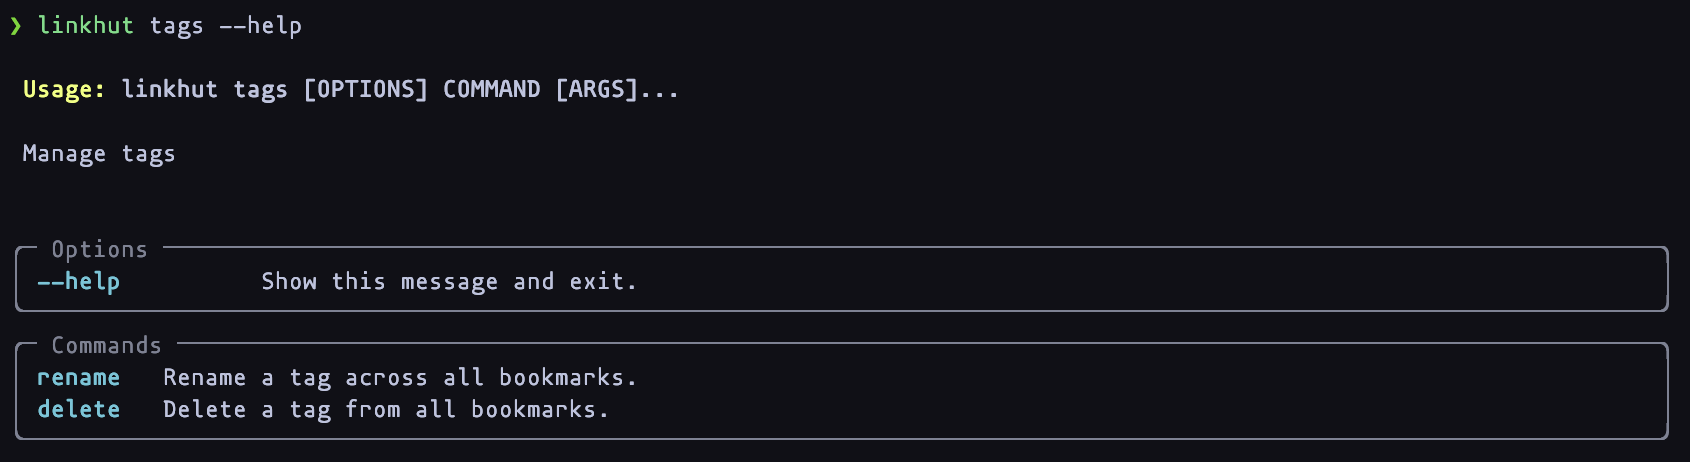 ❯ linkhut tags --help
Usage: linkhut tags [OPTIONS] COMMAND [ARGS]...
Manage tags
Options
--help Show this message and exit.
Commands
rename Rename a tag across all bookmarks.
delete Delete a tag from all bookmarks.